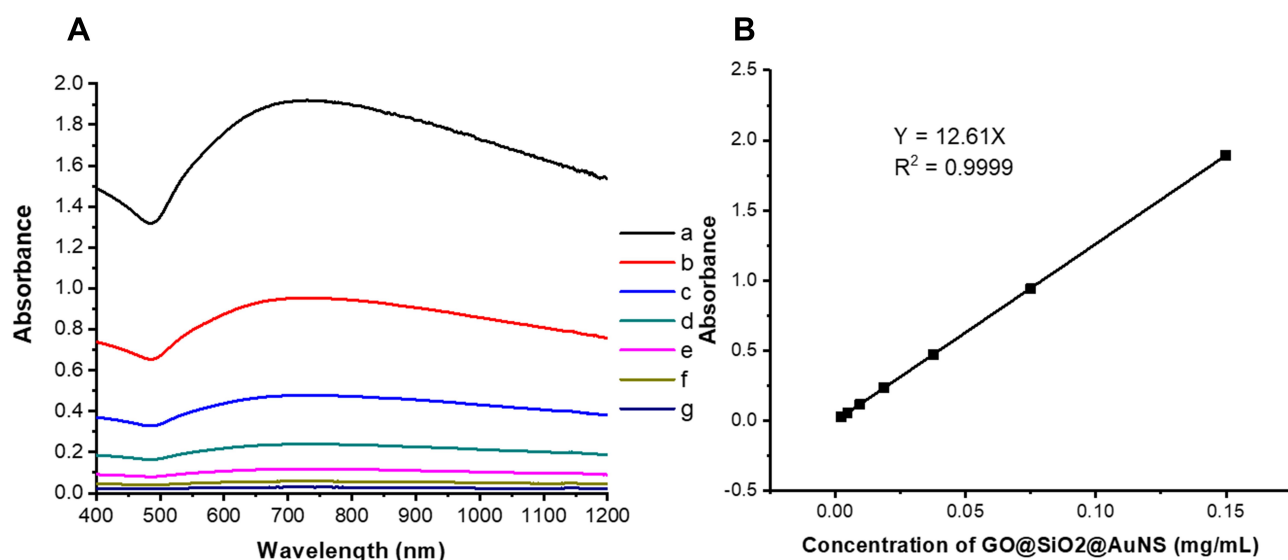 A
Absorbance
2.0
1.8
1.6
1.4
1.2
1.0
0.8
0.6
0.4
0.2
0.0
400 500 600 700 800 900 1000 1100 1200
Wavelength (nm)
a
b
c
d
e
f
g
B
Absorbance
2.5
2.0
1.5
1.0
0.5
0.0
-0.5
Y = 12.61X
R² = 0.9999
0.00 0.05 0.10 0.15
Concentration of GO@SiO2@AuNS (mg/mL)